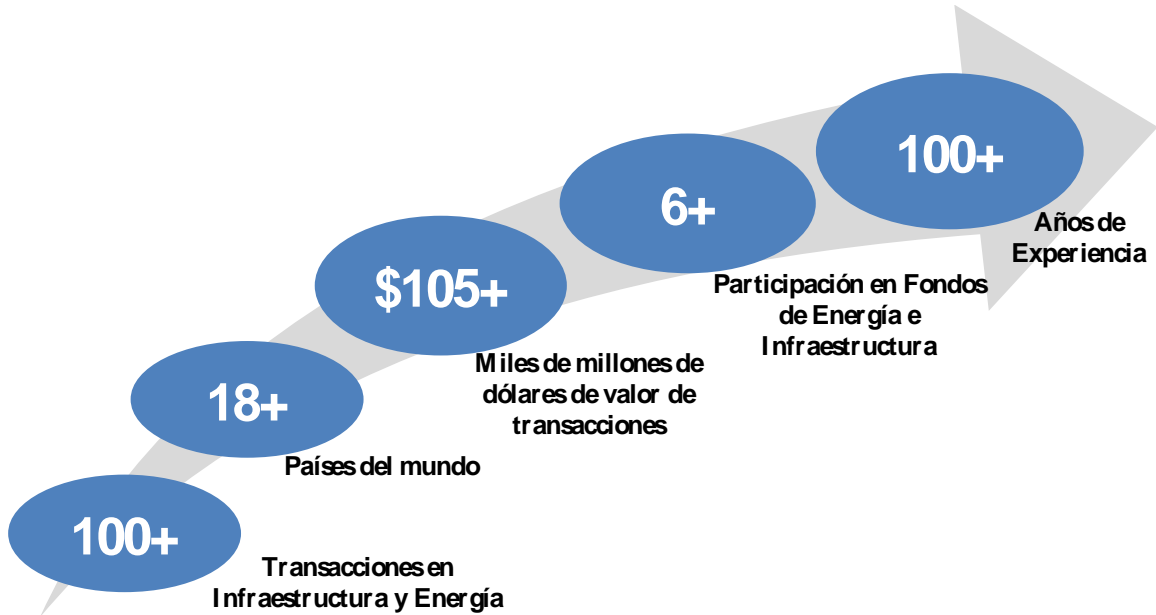 100+
Años de
Experiencia
6+
Participación en Fondos
de Energía e
Infraestructura
$105+
Miles de millones de
dólares de valor de
transacciones
18+
Países del mundo
100+
Transacciones en
Infraestructura y Energía